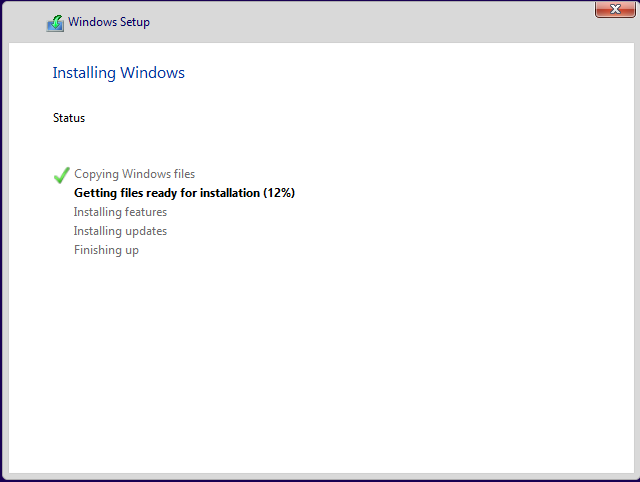 Windows Setup
Installing Windows
Status
Copying Windows files
Getting files ready for installation (12%)
Installing features
Installing updates
Finishing up